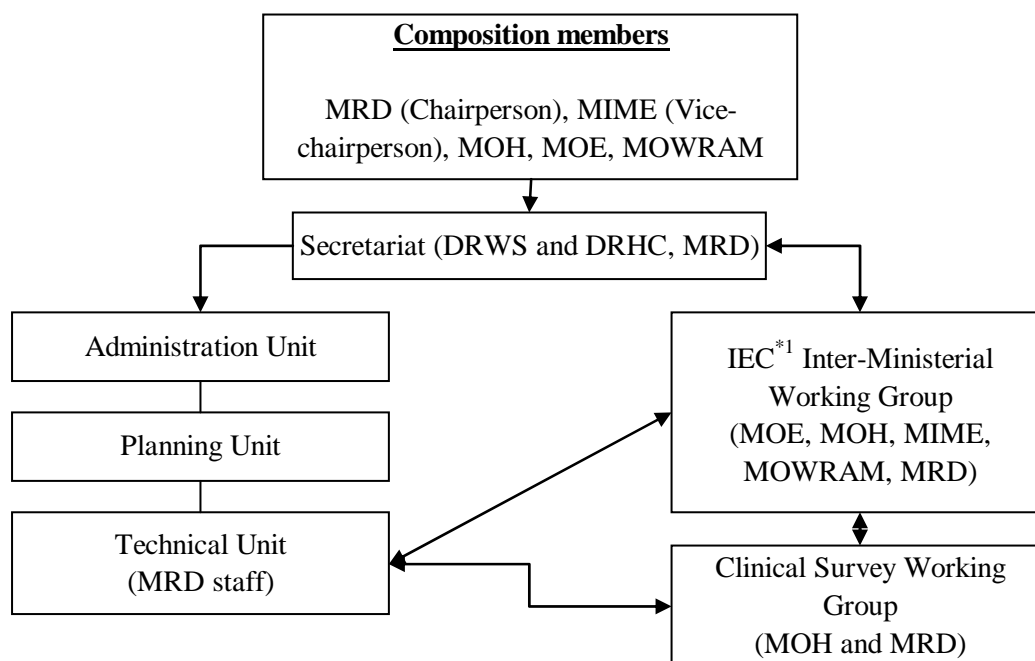 Composition members
MRD (Chairperson), MIME (Vice-
chairperson), MOH, MOE, MOWRAM
Secretariat (DRWS and DRHC, MRD)
Administration Unit
Planning Unit
Technical Unit
(MRD staff)
IEC*1 Inter-Ministerial
Working Group
(MOE, MOH, MIME,
MOWRAM, MRD)
Clinical Survey Working
Group
(MOH and MRD)